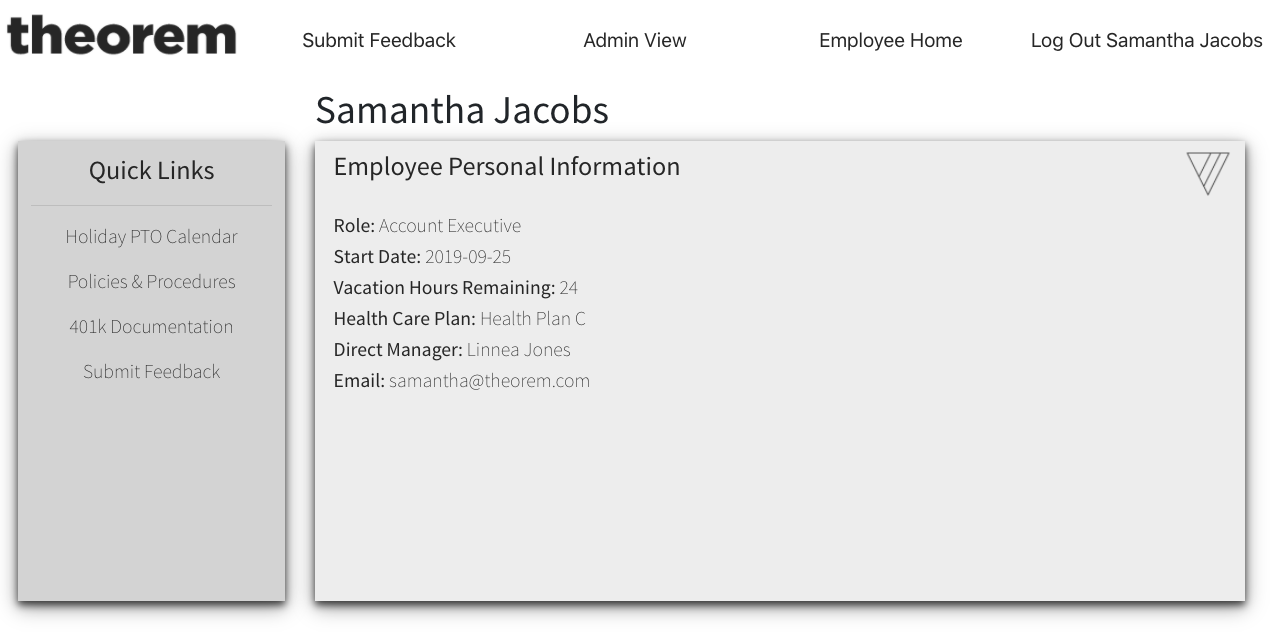 theorem
Submit Feedback
Admin View
Employee Home
Log Out Samantha Jacobs
Samantha Jacobs
Quick Links
Holiday PTO Calendar
Policies & Procedures
401k Documentation
Submit Feedback
Employee Personal Information
Role: Account Executive
Start Date: 2019-09-25
Vacation Hours Remaining: 24
Health Care Plan: Health Plan C
Direct Manager: Linnea Jones
Email: samantha@theorem.com